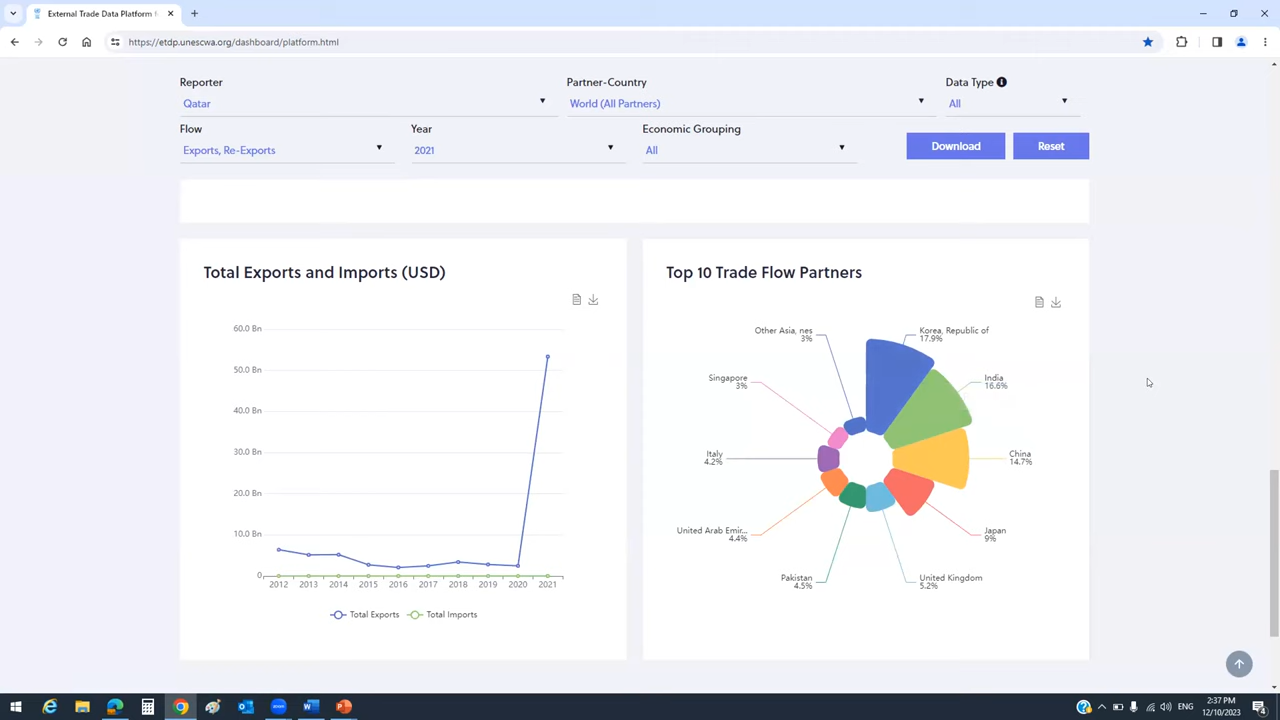 External Trade Data Platform f
https://etdp.unescwa.org/dashboard/platform.html
Reporter
Partner-Country
Data Type
Qatar
World (All Partners)
All
Flow
Year
Economic Grouping
Exports, Re-Exports
2021
All
Download
Reset
Total Exports and Imports (USD)
60.0 Bn
50.0 Bn
40.0 Bn
30.0 Bn
20.0 Bn
10.0 Bn
0
2012 2013 2014 2015 2016 2017 2018 2019 2020 2021
Total Exports
Total Imports
Top 10 Trade Flow Partners
Other Asia, nes
3%
Korea, Republic of
17.9%
Singapore
3%
India
16.6%
Italy
4.2%
China
14.7%
United Arab Emir...
4.4%
Japan
9%
Pakistan
4.5%
United Kingdom
5.2%
ENG
2:37 PM
12/10/2023